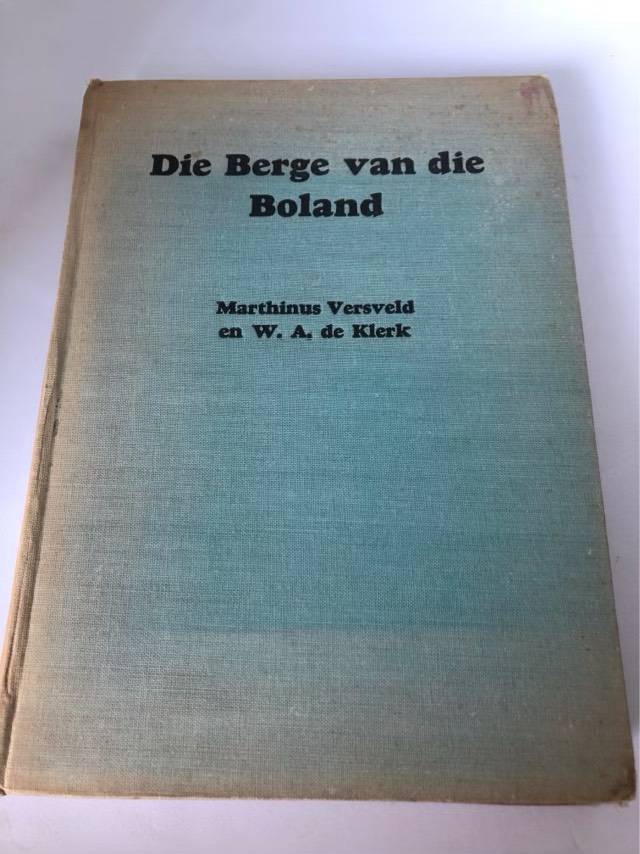 Die Berge van die
Boland
Marthinus Versveld
en W. A. de Klerk